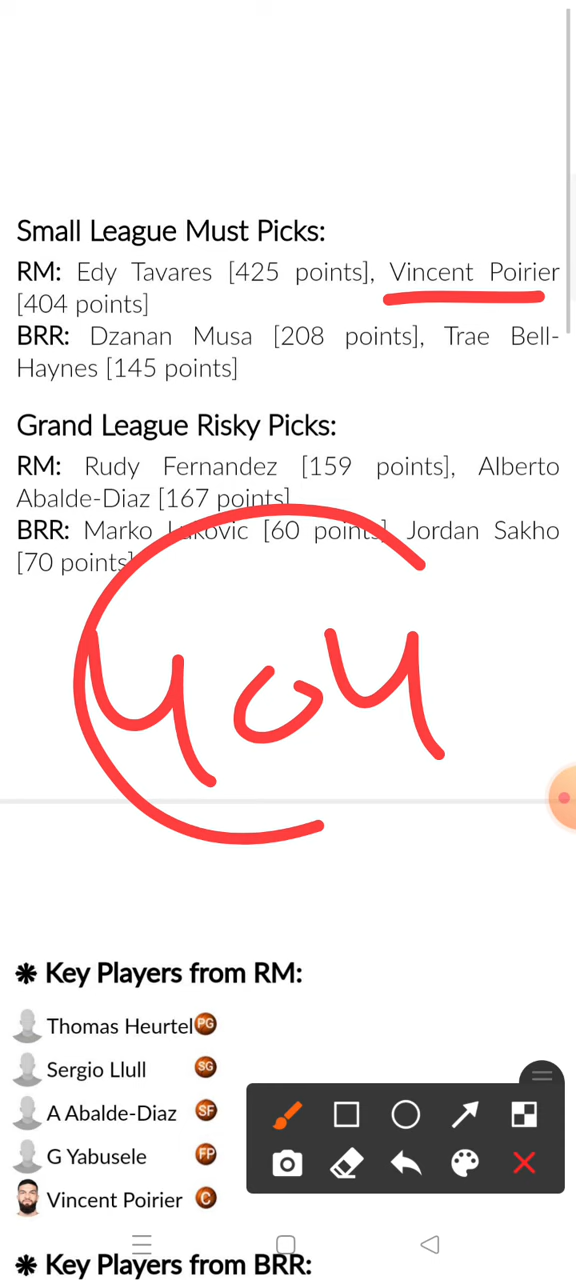 Small League Must Picks:
RM: Edy Tavares [425 points], Vincent Poirier
[404 points]
BRR: Dzanan Musa [208 points], Trae Bell-
Haynes [145 points]
Grand League Risky Picks:
RM: Rudy Fernandez [159 points], Alberto
Abalde-Diaz [167 points]
BRR: Marko Lukovic [60 points], Jordan Sakho
[70 points]
404
✱ Key Players from RM:
Thomas Heurtel PG
Sergio Llull SG
A Abalde-Diaz SF
G Yabusele FP
Vincent Poirier C
✱ Key Players from BRR: